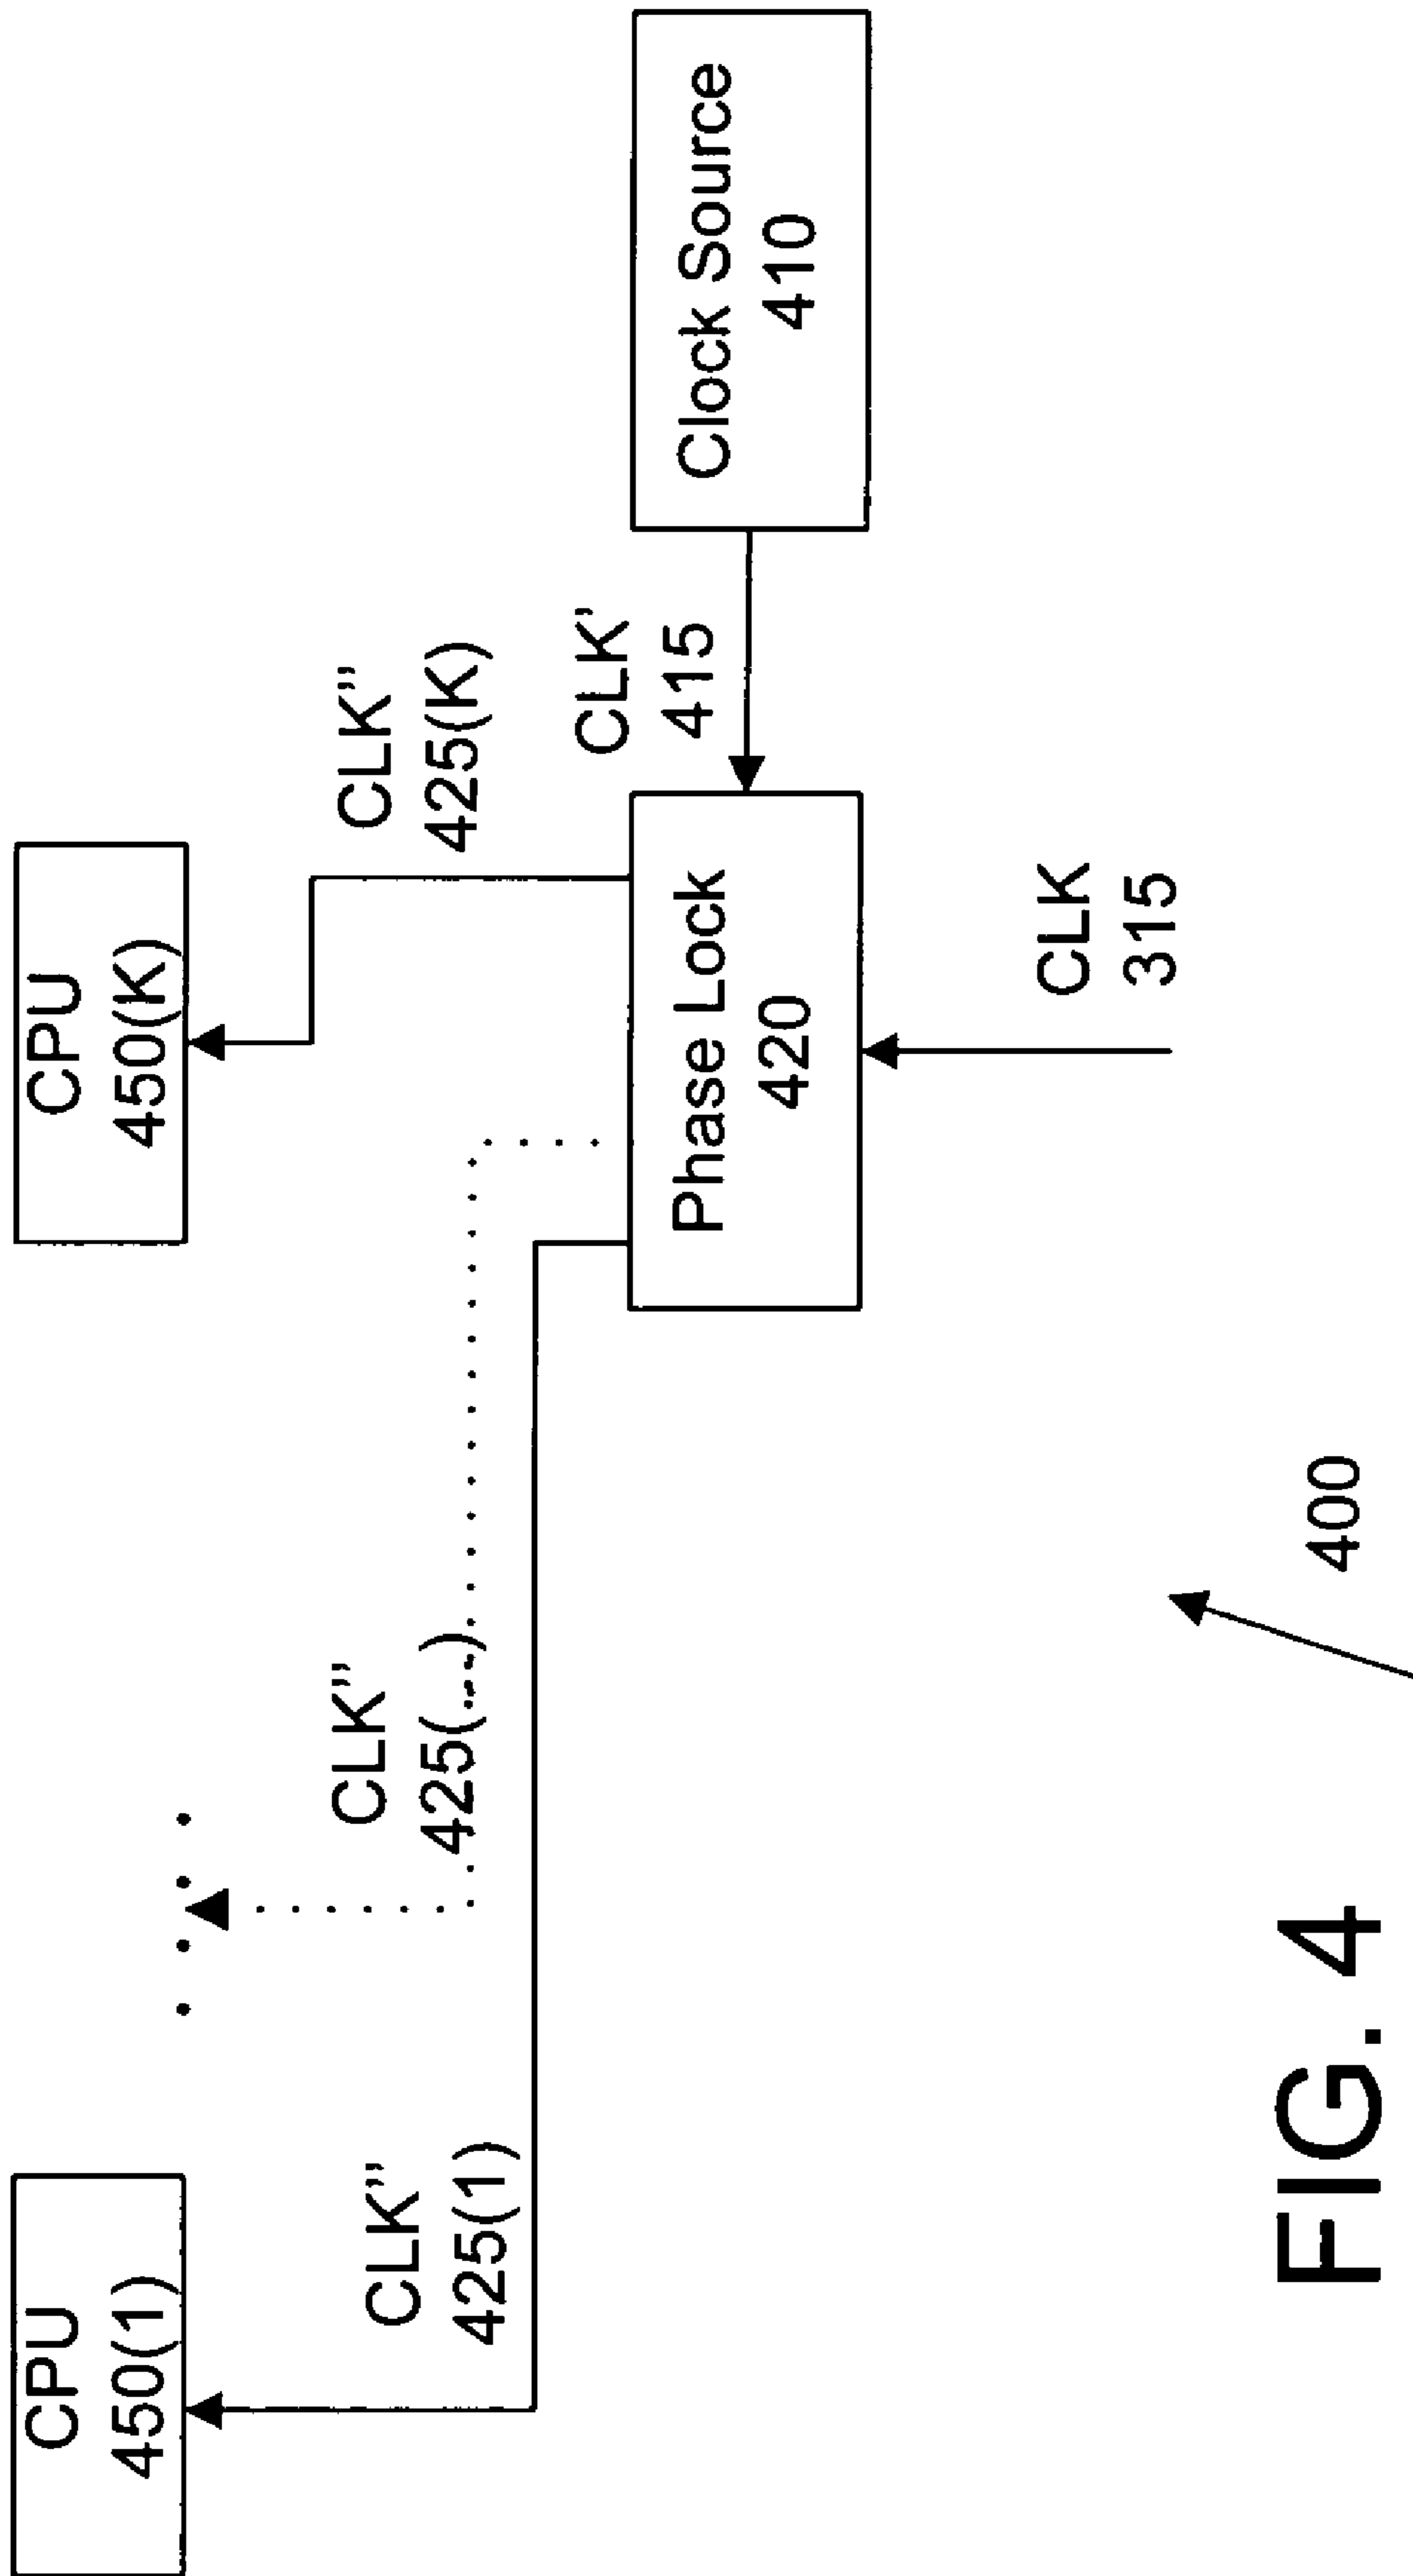 CPU
450(1)
CPU
450(K)
CLK"
425(1)
CLK"
425(...)
CLK"
425(K)
CLK'
415
Phase Lock
420
Clock Source
410
CLK
315
400
FIG. 4